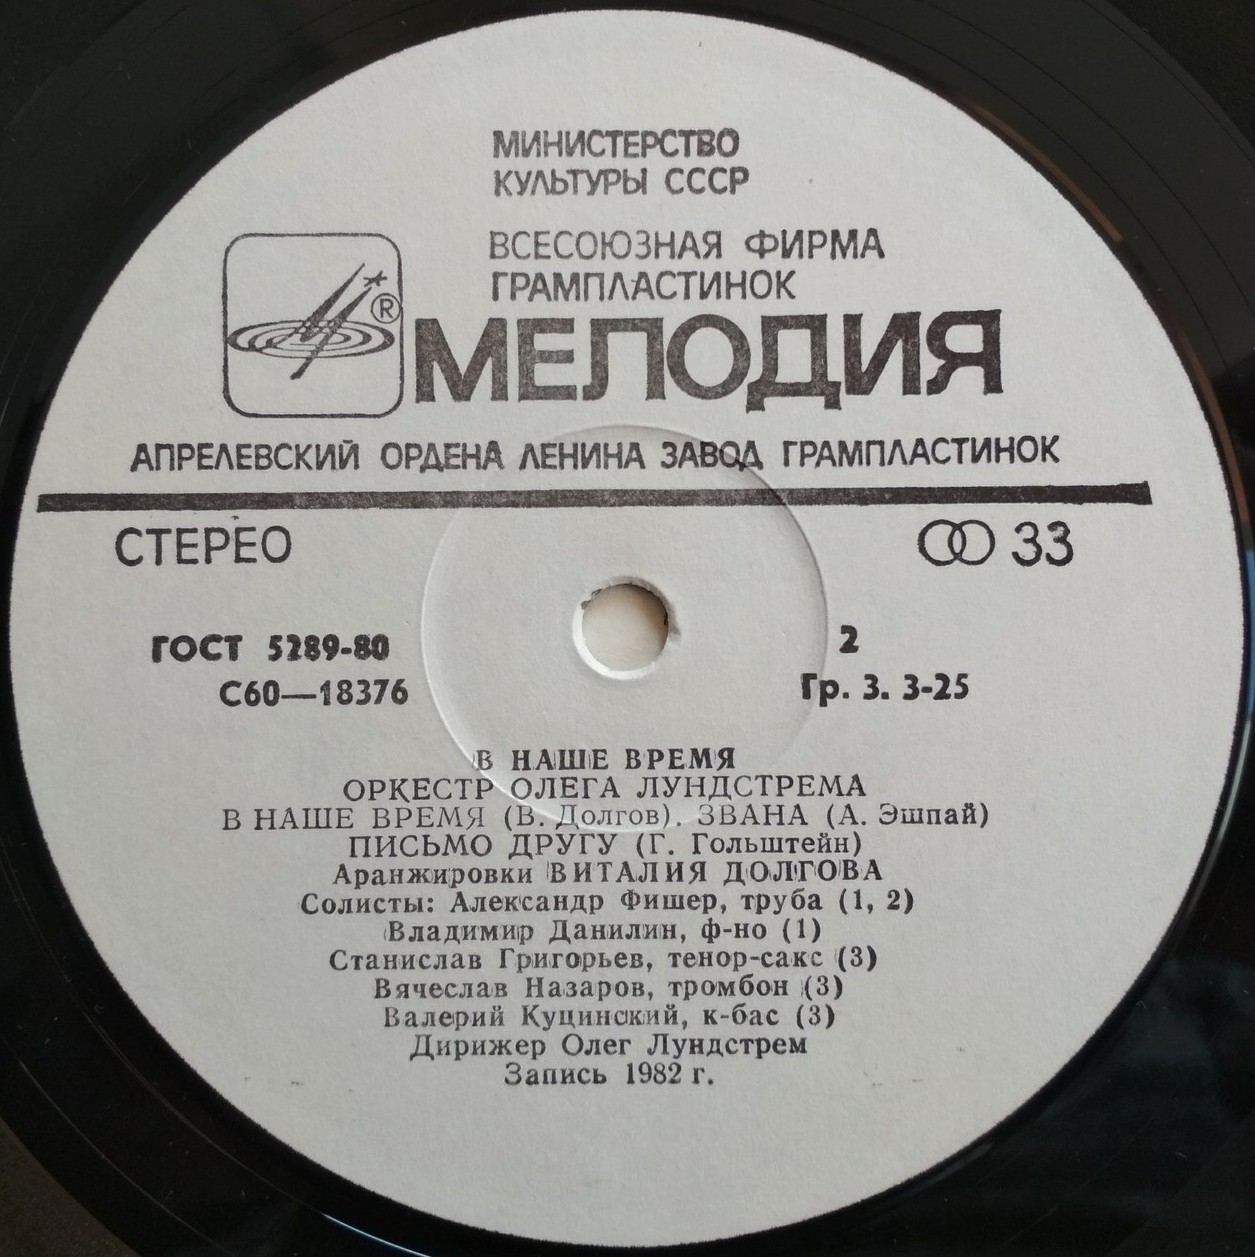 МИНИСТЕРСТВО
КУЛЬТУРЫ СССР
ВСЕСОЮЗНАЯ ФИРМА
ГРАМПЛАСТИНОК
®
МЕЛОДИЯ
АПРЕЛЕВСКИЙ ОРДЕНА ЛЕНИНА ЗАВОД ГРАМПЛАСТИНОК
СТЕРЕО 33
ГОСТ 5289-80 2
С60—18376 Гр. 3. 3-25
В НАШЕ ВРЕМЯ
ОРКЕСТР ОЛЕГА ЛУНДСТРЕМА
В НАШЕ ВРЕМЯ (В. Долгов). ЗВАНА (А. Эшпай)
ПИСЬМО ДРУГУ (Г. Гольштейн)
Аранжировки ВИТАЛИЯ ДОЛГОВА
Солисты: Александр Фишер, труба (1, 2)
Владимир Данилин, ф-но (1)
Станислав Григорьев, тенор-сакс (3)
Вячеслав Назаров, тромбон (3)
Валерий Куцинский, к-бас (3)
Дирижер Олег Лундстрем
Запись 1982 г.